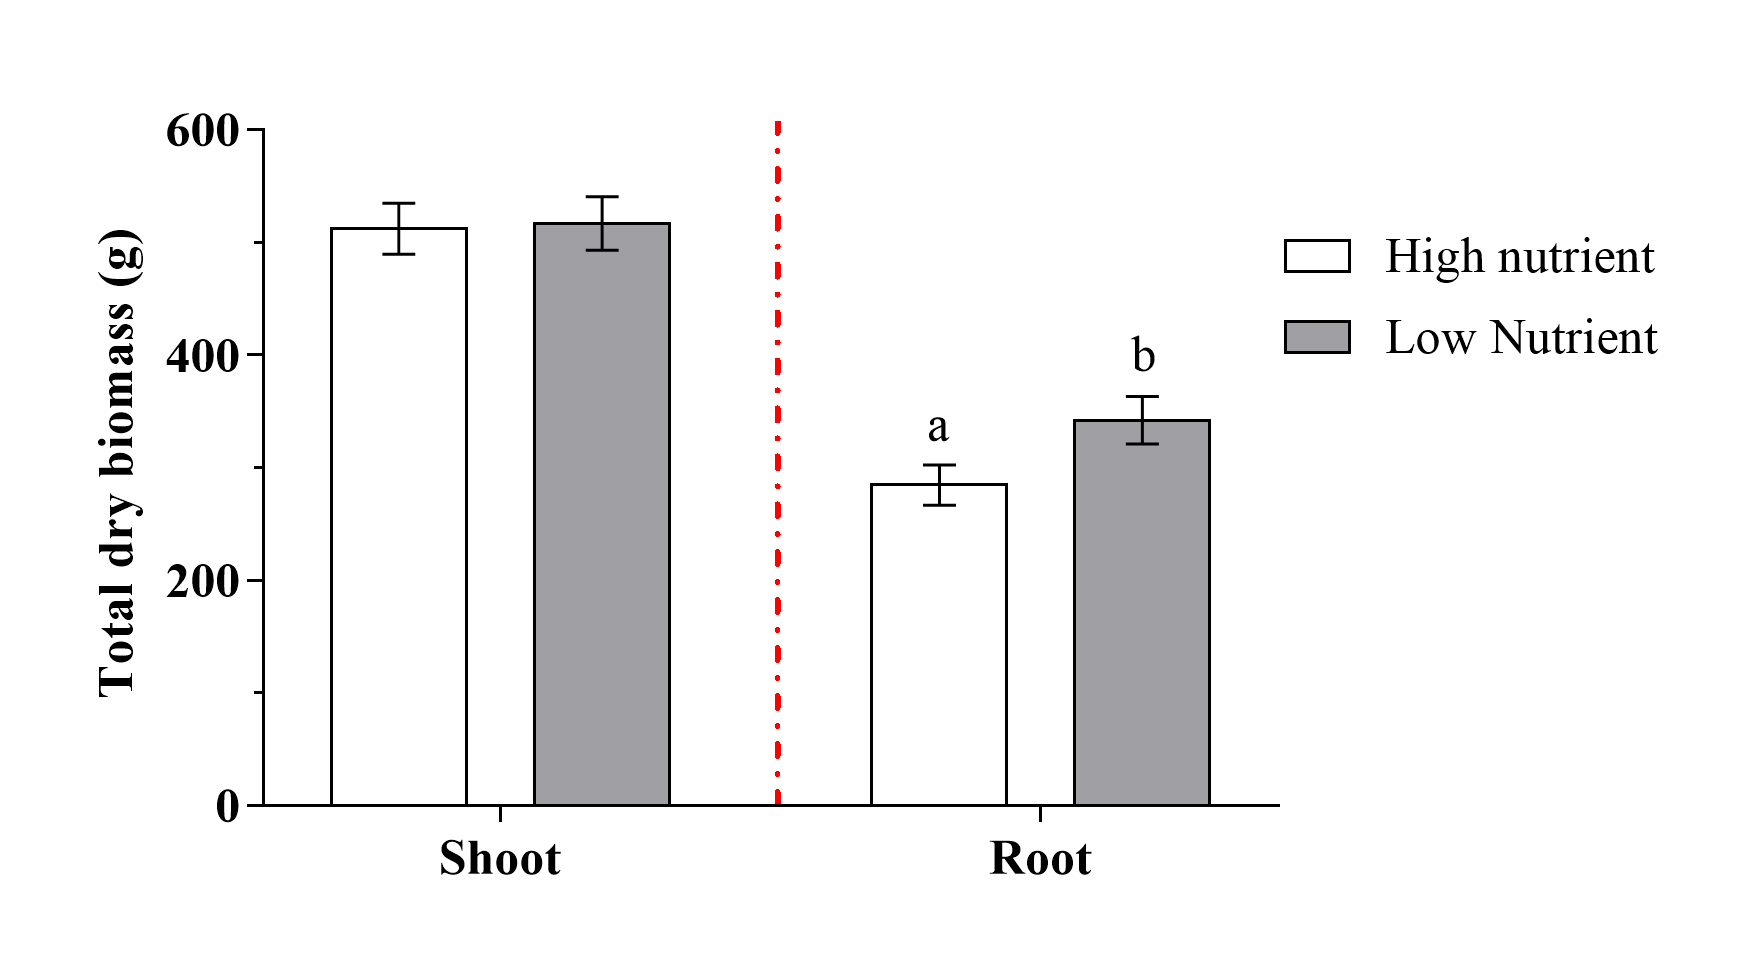 Total dry biomass (g)
600
400
200
0
a
b
Shoot
Root
High nutrient
Low Nutrient